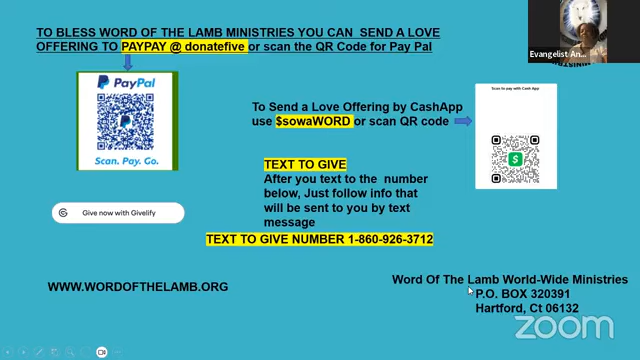 TO BLESS WORD OF THE LAMB MINISTRIES YOU CAN SEND A LOVE
OFFERING TO PAYPAY @ donatefive or scan the QR Code for Pay Pal
Evangelist An...
PayPal
Scan. Pay. Go.
Scan to pay with Cash App
To Send a Love Offering by CashApp
use $sowaWORD or scan QR code
TEXT TO GIVE
After you text to the number
below, Just follow info that
will be sent to you by text
message
Give now with Givelify
TEXT TO GIVE NUMBER 1-860-926-3712
WWW.WORDOFTHELAMB.ORG
Word Of The Lamb World-Wide Ministries
P.O. BOX 320391
Hartford, Ct 06132
zoom